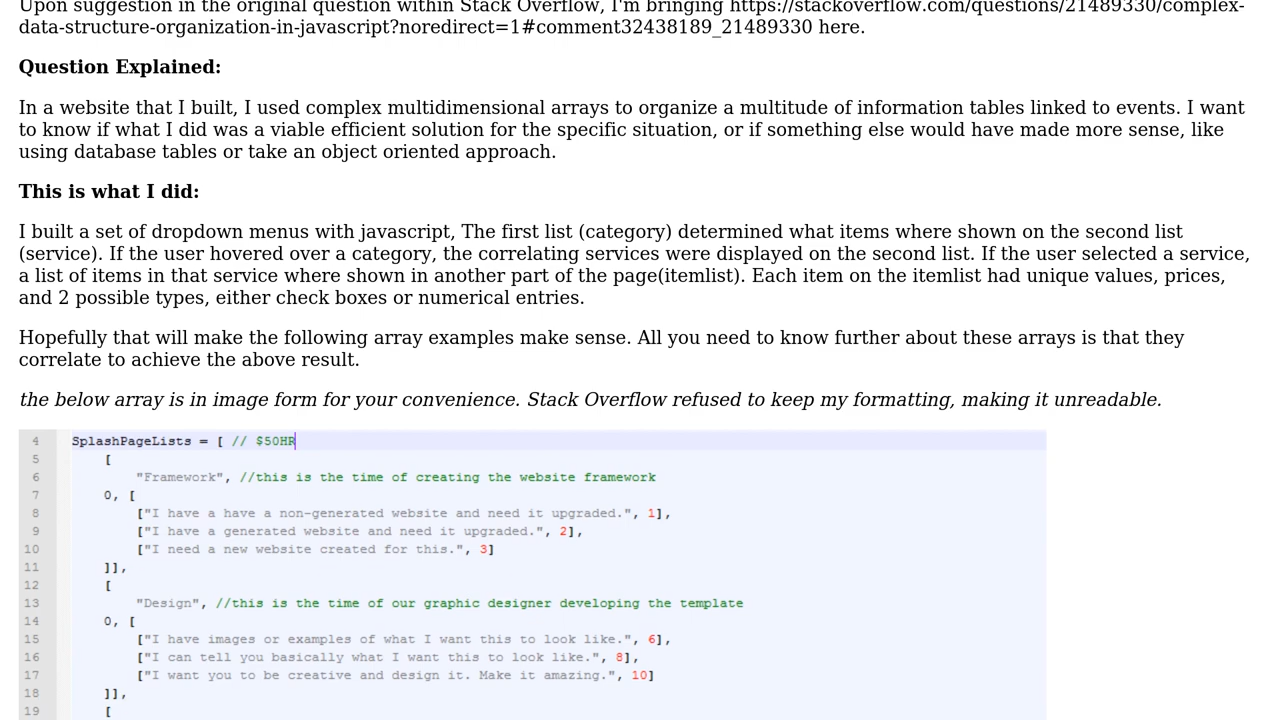 Upon suggestion in the original question within Stack Overflow, I'm bringing https://stackoverflow.com/questions/21489330/complex-
data-structure-organization-in-javascript?noredirect=1#comment32438189_21489330 here.
Question Explained:
In a website that I built, I used complex multidimensional arrays to organize a multitude of information tables linked to events. I want
to know if what I did was a viable efficient solution for the specific situation, or if something else would have made more sense, like
using database tables or take an object oriented approach.
This is what I did:
I built a set of dropdown menus with javascript, The first list (category) determined what items where shown on the second list
(service). If the user hovered over a category, the correlating services were displayed on the second list. If the user selected a service,
a list of items in that service where shown in another part of the page(itemlist). Each item on the itemlist had unique values, prices,
and 2 possible types, either check boxes or numerical entries.
Hopefully that will make the following array examples make sense. All you need to know further about these arrays is that they
correlate to achieve the above result.
the below array is in image form for your convenience. Stack Overflow refused to keep my formatting, making it unreadable.
4 SplashPageLists = [ // $50HR
5 [
6 "Framework", //this is the time of creating the website framework
7 0, [
8 ["I have a have a non-generated website and need it upgraded.", 1],
9 ["I have a generated website and need it upgraded.", 2],
10 ["I need a new website created for this.", 3]
11 ]],
12 [
13 "Design", //this is the time of our graphic designer developing the template
14 0, [
15 ["I have images or examples of what I want this to look like.", 6],
16 ["I can tell you basically what I want this to look like.", 8],
17 ["I want you to be creative and design it. Make it amazing.", 10]
18 ]],
19 [